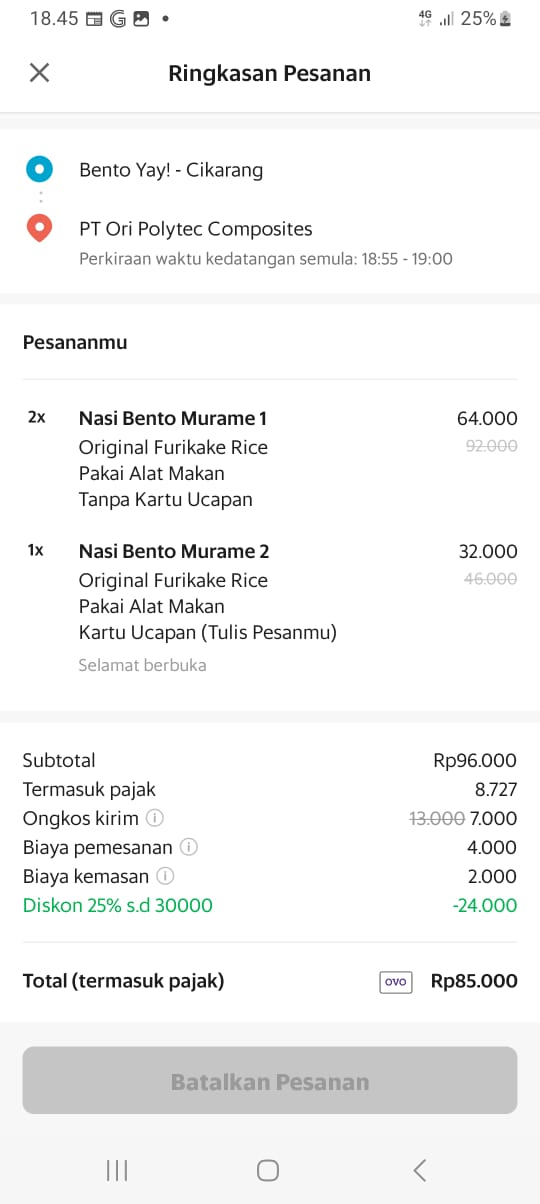 18.45 4G 25%
Ringkasan Pesanan
Bento Yay! - Cikarang
PT Ori Polytec Composites
Perkiraan waktu kedatangan semula: 18:55 - 19:00
Pesananmu
2x Nasi Bento Murame 1 64.000
Original Furikake Rice 92.000
Pakai Alat Makan
Tanpa Kartu Ucapan
1x Nasi Bento Murame 2 32.000
Original Furikake Rice 46.000
Pakai Alat Makan
Kartu Ucapan (Tulis Pesanmu)
Selamat berbuka
Subtotal Rp96.000
Termasuk pajak 8.727
Ongkos kirim 13.000 7.000
Biaya pemesanan 4.000
Biaya kemasan 2.000
Diskon 25% s.d 30000 -24.000
Total (termasuk pajak) OVO Rp85.000
Batalkan Pesanan